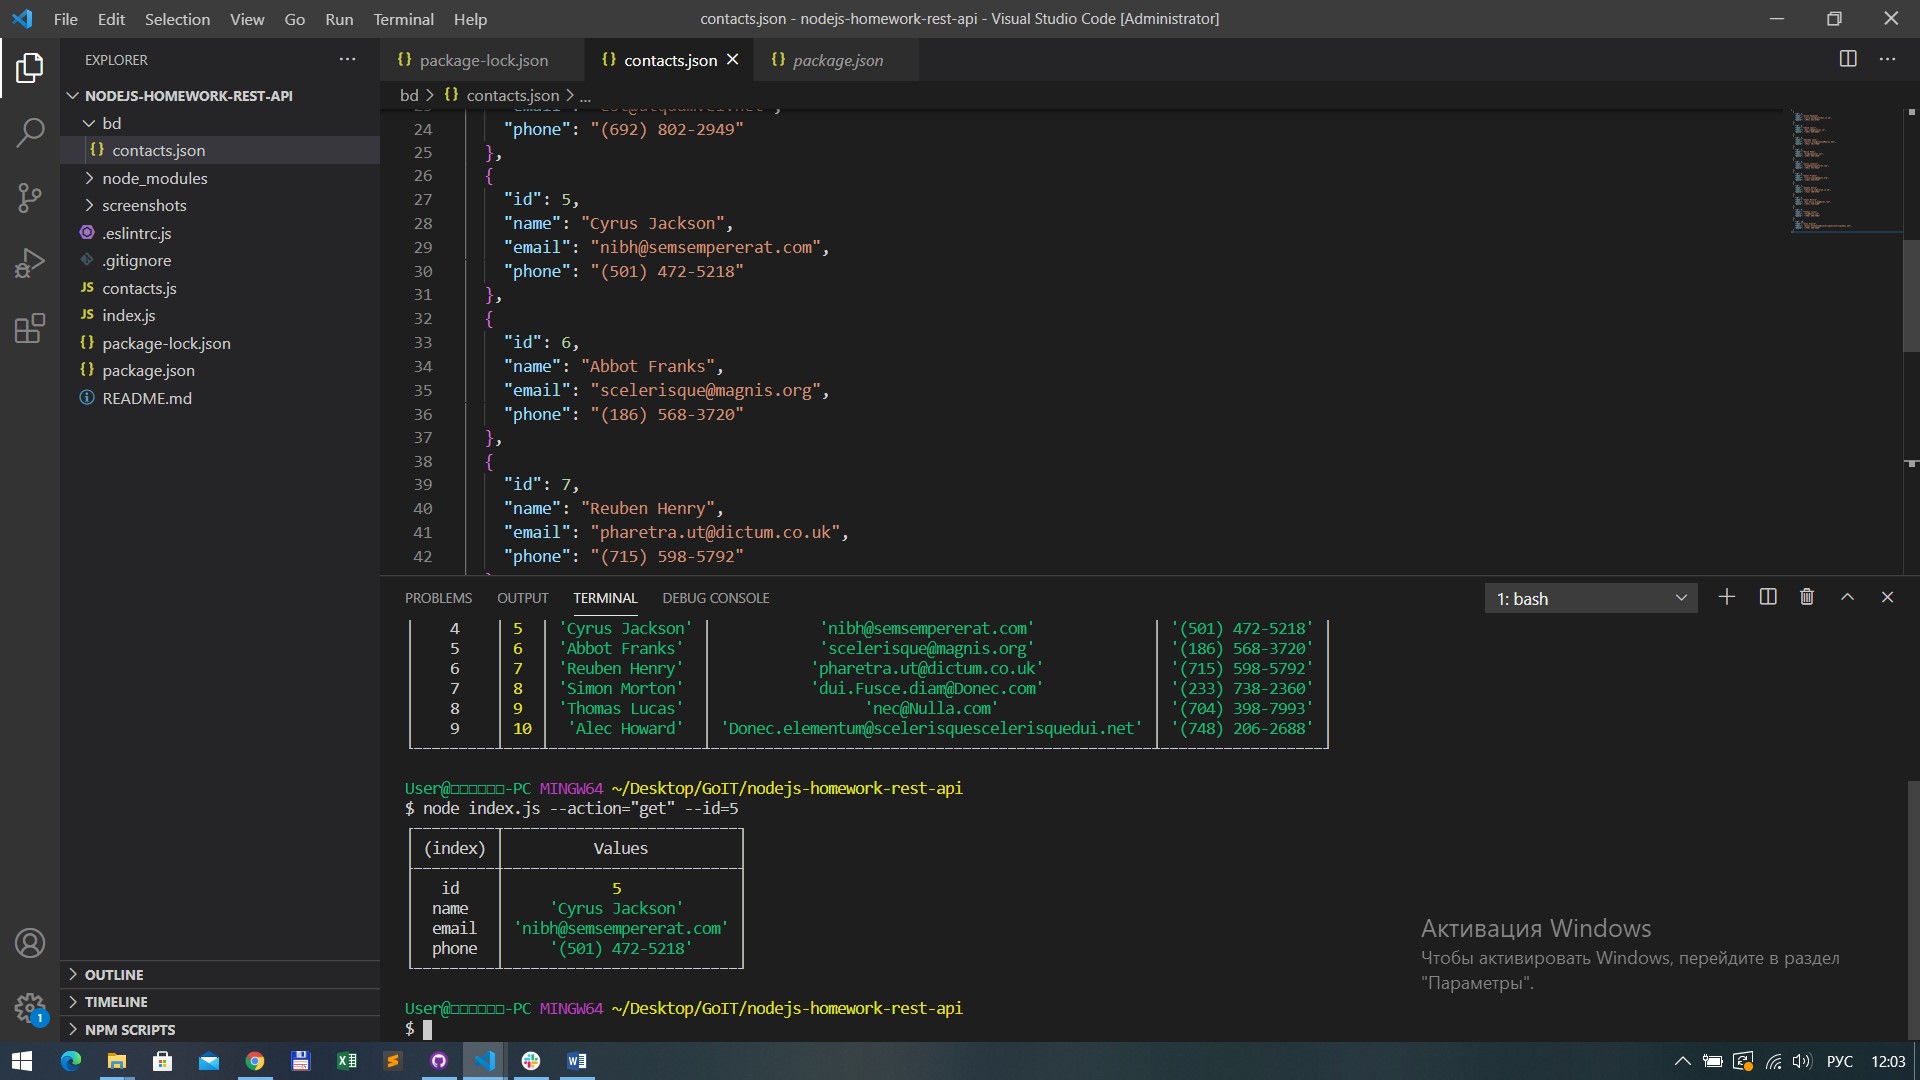 File Edit Selection View Go Run Terminal Help
contacts.json - nodejs-homework-rest-api - Visual Studio Code [Administrator]
EXPLORER
NODEJS-HOMEWORK-REST-API
bd
contacts.json
node_modules
screenshots
.eslintrc.js
.gitignore
contacts.js
index.js
package-lock.json
package.json
README.md
OUTLINE
TIMELINE
NPM SCRIPTS
1
package-lock.json contacts.json package.json
bd > contacts.json > ...
24 "phone": "(692) 802-2949"
25 },
26 {
27 "id": 5,
28 "name": "Cyrus Jackson",
29 "email": "nibh@semsempererat.com",
30 "phone": "(501) 472-5218"
31 },
32 {
33 "id": 6,
34 "name": "Abbot Franks",
35 "email": "scelerisque@magnis.org",
36 "phone": "(186) 568-3720"
37 },
38 {
39 "id": 7,
40 "name": "Reuben Henry",
41 "email": "pharetra.ut@dictum.co.uk",
42 "phone": "(715) 598-5792"
PROBLEMS OUTPUT TERMINAL DEBUG CONSOLE
1: bash
4 5 'Cyrus Jackson' 'nibh@semsempererat.com' '(501) 472-5218'
5 6 'Abbot Franks' 'scelerisque@magnis.org' '(186) 568-3720'
6 7 'Reuben Henry' 'pharetra.ut@dictum.co.uk' '(715) 598-5792'
7 8 'Simon Morton' 'dui.Fusce.diam@Donec.com' '(233) 738-2360'
8 9 'Thomas Lucas' 'nec@Nulla.com' '(704) 398-7993'
9 10 'Alec Howard' 'Donec.elementum@scelerisquescelerisquedui.net' '(748) 206-2688'
User@□□□□□□-PC MINGW64 ~/Desktop/GoIT/nodejs-homework-rest-api
$ node index.js --action="get" --id=5
(index) Values
id 5
name 'Cyrus Jackson'
email 'nibh@semsempererat.com'
phone '(501) 472-5218'
User@□□□□□□-PC MINGW64 ~/Desktop/GoIT/nodejs-homework-rest-api
$
Активация Windows
Чтобы активировать Windows, перейдите в раздел
"Параметры".
РУС 12:03